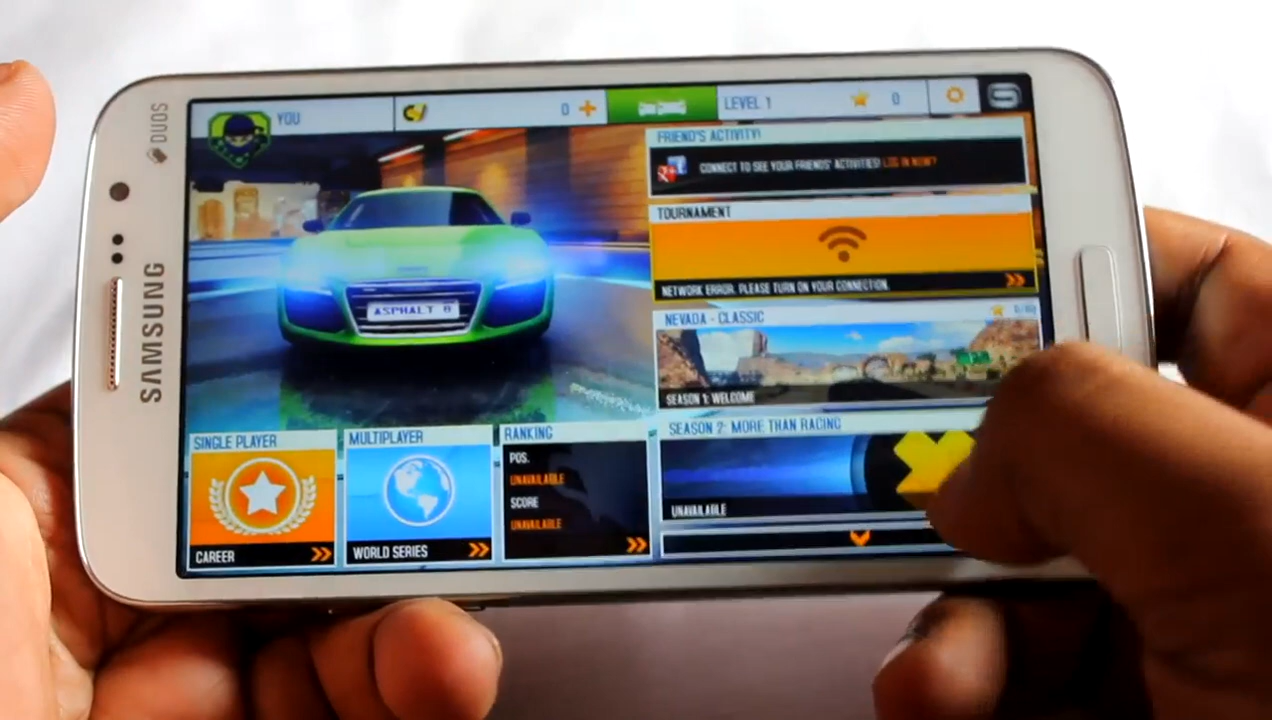 DUOS
SAMSUNG
YOU
0
LEVEL 1
0
FRIEND'S ACTIVITY!
CONNECT TO SEE YOUR FRIENDS' ACTIVITIES! LOG IN NOW?
TOURNAMENT
NETWORK ERROR. PLEASE TURN ON YOUR CONNECTION.
ASPHALT 8
NEVADA - CLASSIC
SEASON 1: WELCOME
SEASON 2: MORE THAN RACING
UNAVAILABLE
SINGLE PLAYER
CAREER
MULTIPLAYER
WORLD SERIES
RANKING
POS.
UNAVAILABLE
SCORE
UNAVAILABLE